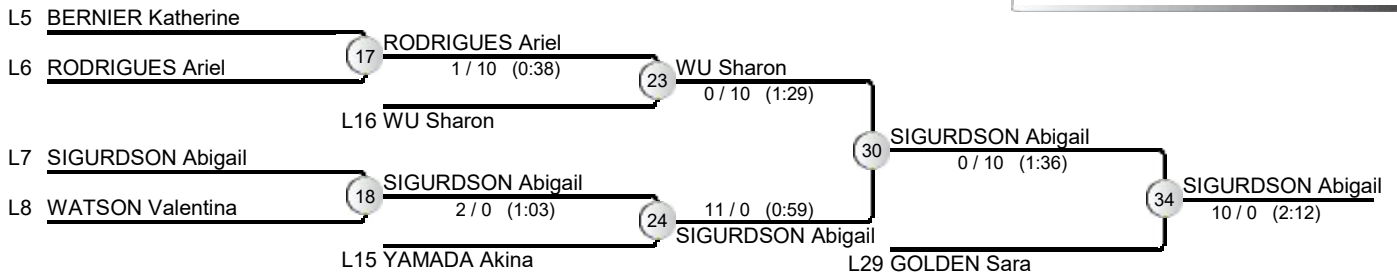 L5 BERNIER Katherine
17
RODRIGUES Ariel
1 / 10 (0:38)
L6 RODRIGUES Ariel
23
WU Sharon
0 / 10 (1:29)
L16 WU Sharon
30
SIGURDSON Abigail
0 / 10 (1:36)
L7 SIGURDSON Abigail
18
SIGURDSON Abigail
2 / 0 (1:03)
L8 WATSON Valentina
24
11 / 0 (0:59)
SIGURDSON Abigail
L15 YAMADA Akina
34
SIGURDSON Abigail
10 / 0 (2:12)
L29 GOLDEN Sara